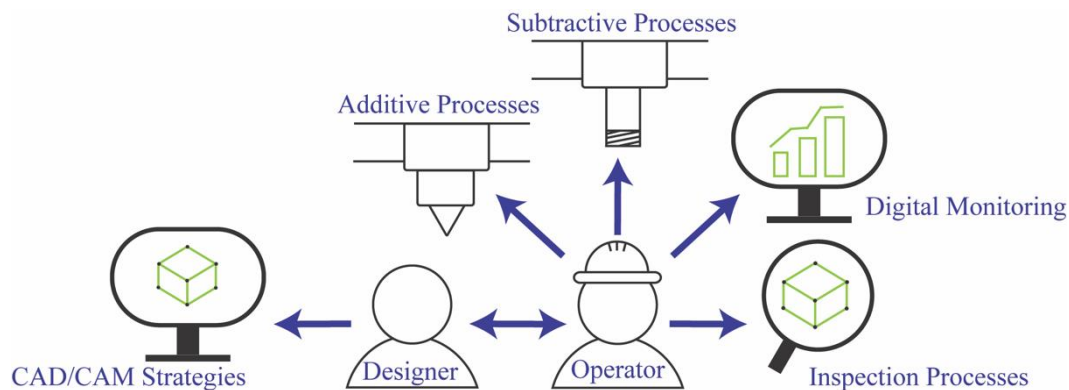 Subtractive Processes
Additive Processes
Digital Monitoring
CAD/CAM Strategies
Designer
Operator
Inspection Processes